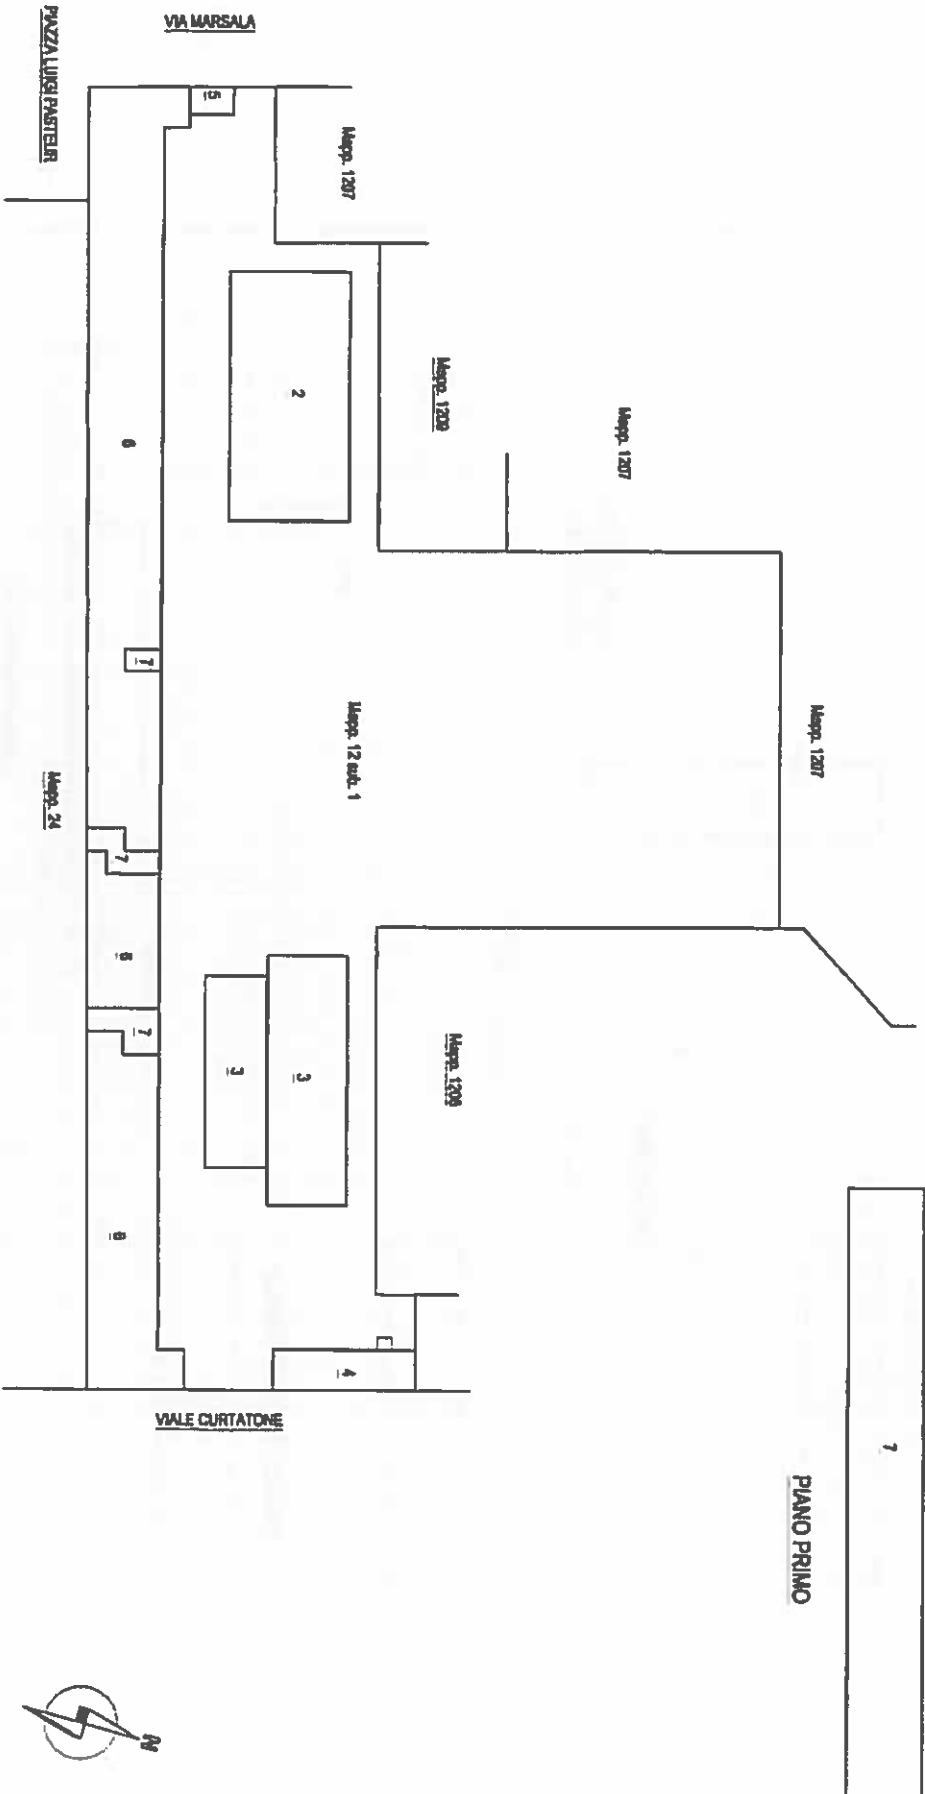 VIA MARSALA
PIAZZA LUIGI PASTEUR
5
Mapp. 1207
2
Mapp. 1209
Mapp. 1207
6
7
Mapp. 12 sub. 1
Mapp. 1207
Mapp. 24
7
6
7
3
3
Mapp. 1208
6
4
VIALE CURTATONE
7
PIANO PRIMO
N